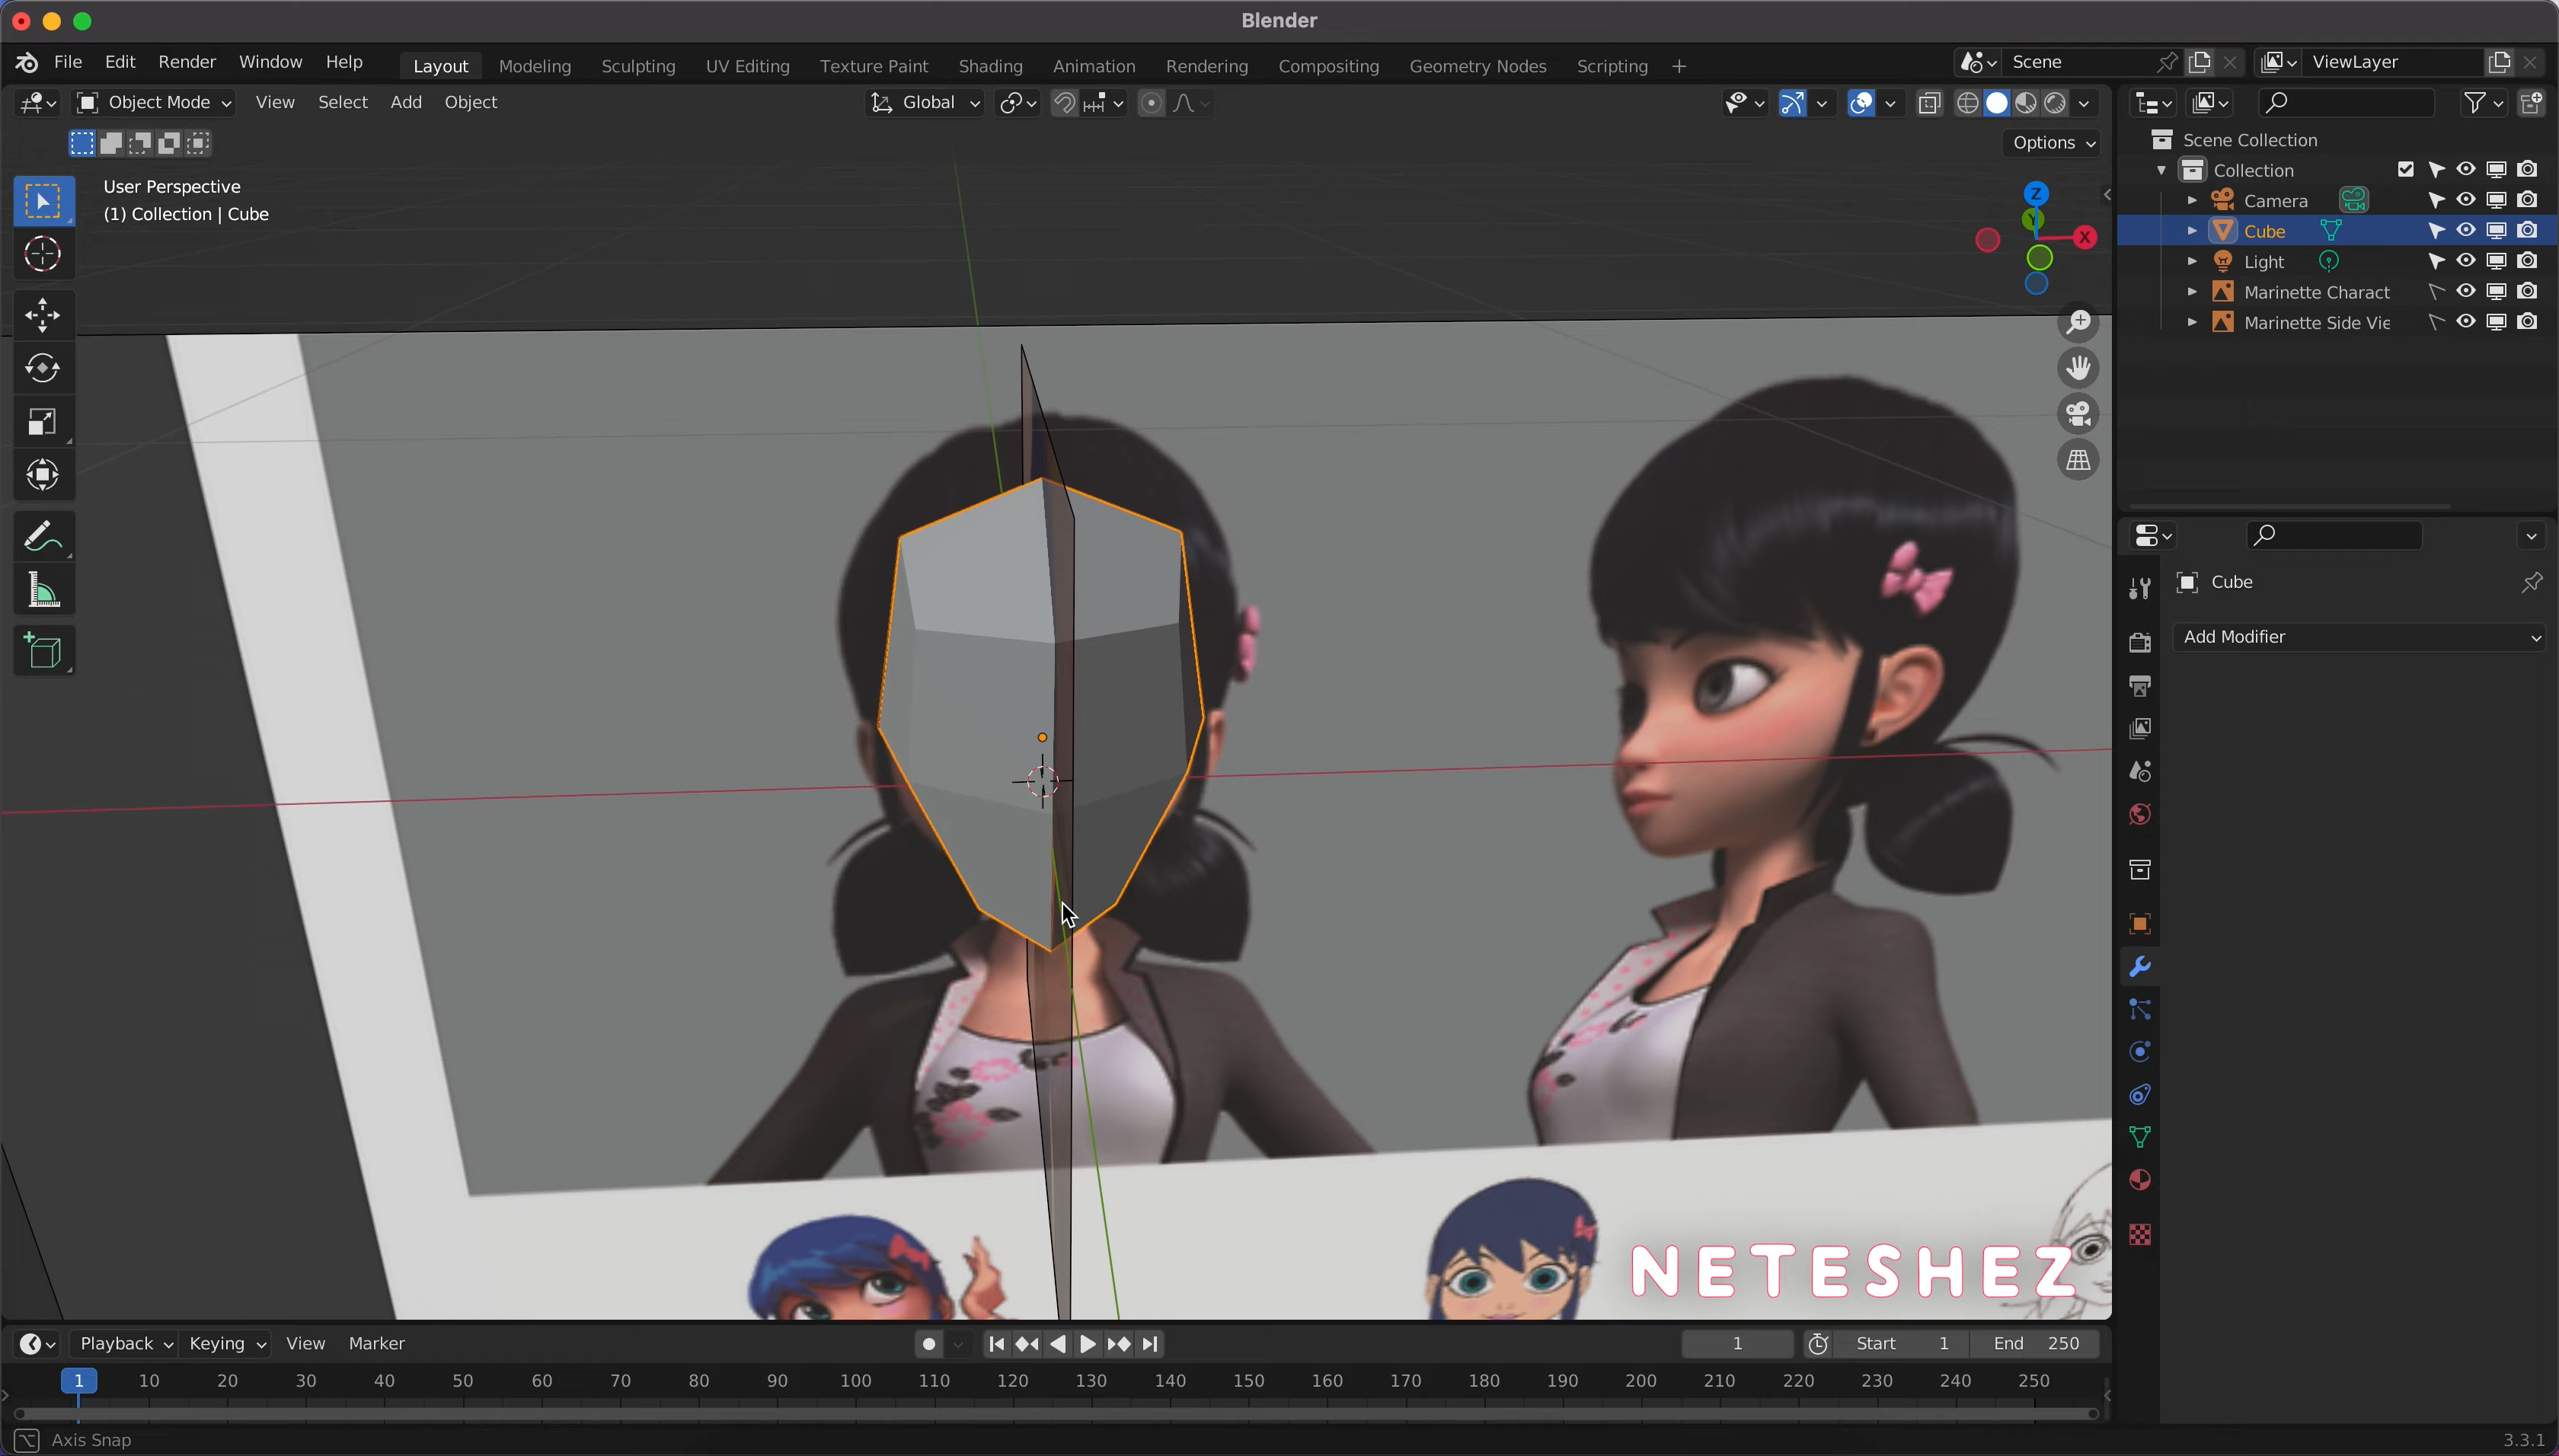 Blender
File Edit Render Window Help
Layout Modeling Sculpting UV Editing Texture Paint Shading Animation Rendering Compositing Geometry Nodes Scripting +
Scene
ViewLayer
Object Mode View Select Add Object
Global
Options
User Perspective
(1) Collection | Cube
Z
Y
X
Scene Collection
Collection
Camera
Cube
Light
Marinette Charact
Marinette Side Vie
Cube
Add Modifier
NETESHEZ
Playback Keying View Marker
1 Start 1 End 250
1 10 20 30 40 50 60 70 80 90 100 110 120 130 140 150 160 170 180 190 200 210 220 230 240 250
Axis Snap
3.3.1